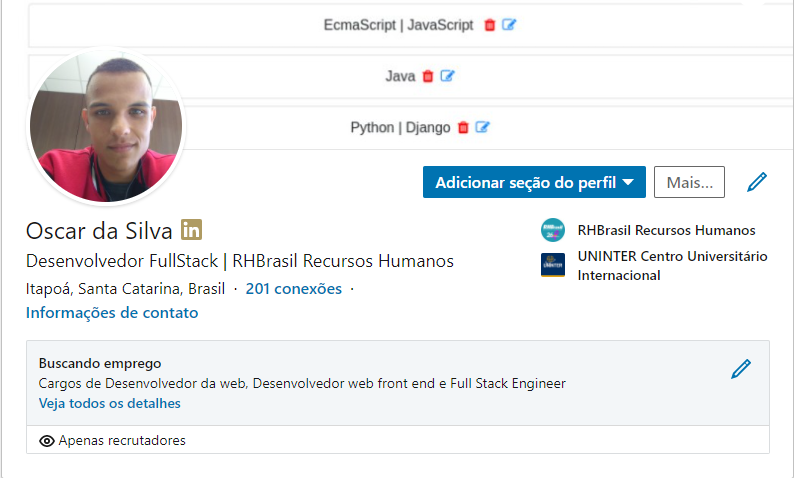 EcmaScript | JavaScript
Java
Python | Django
Adicionar seção do perfil
Mais...
Oscar da Silva in
Desenvolvedor FullStack | RHBrasil Recursos Humanos
Itapoá, Santa Catarina, Brasil · 201 conexões ·
Informações de contato
RHBrasil Recursos Humanos
UNINTER Centro Universitário
Internacional
Buscando emprego
Cargos de Desenvolvedor da web, Desenvolvedor web front end e Full Stack Engineer
Veja todos os detalhes
Apenas recrutadores